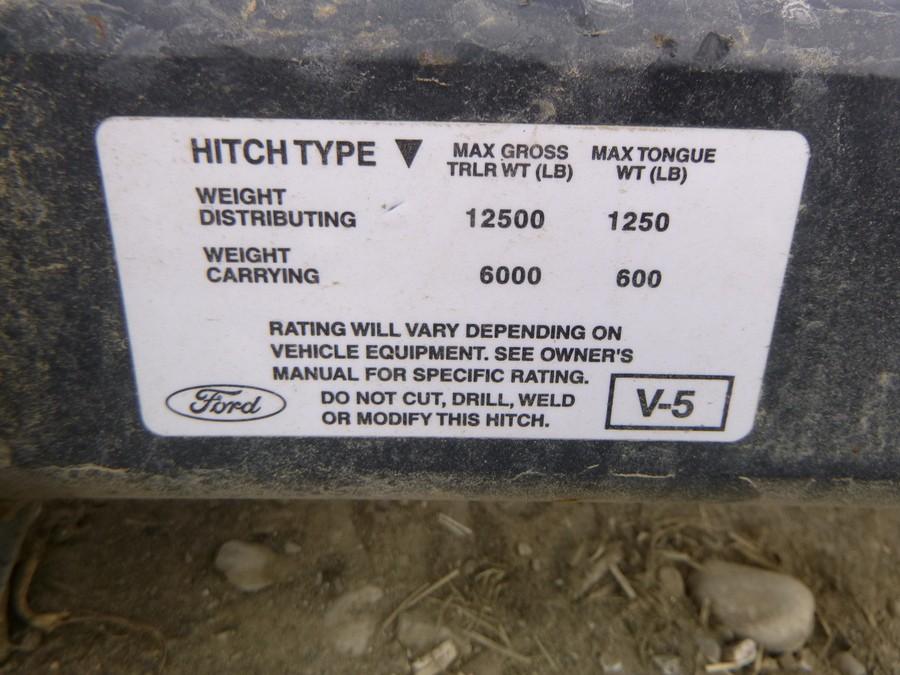 HITCH TYPE ▼ MAX GROSS TRLR WT (LB) MAX TONGUE WT (LB)
WEIGHT DISTRIBUTING 12500 1250
WEIGHT CARRYING 6000 600
RATING WILL VARY DEPENDING ON
VEHICLE EQUIPMENT. SEE OWNER'S
MANUAL FOR SPECIFIC RATING.
DO NOT CUT, DRILL, WELD
OR MODIFY THIS HITCH.
Ford
V-5